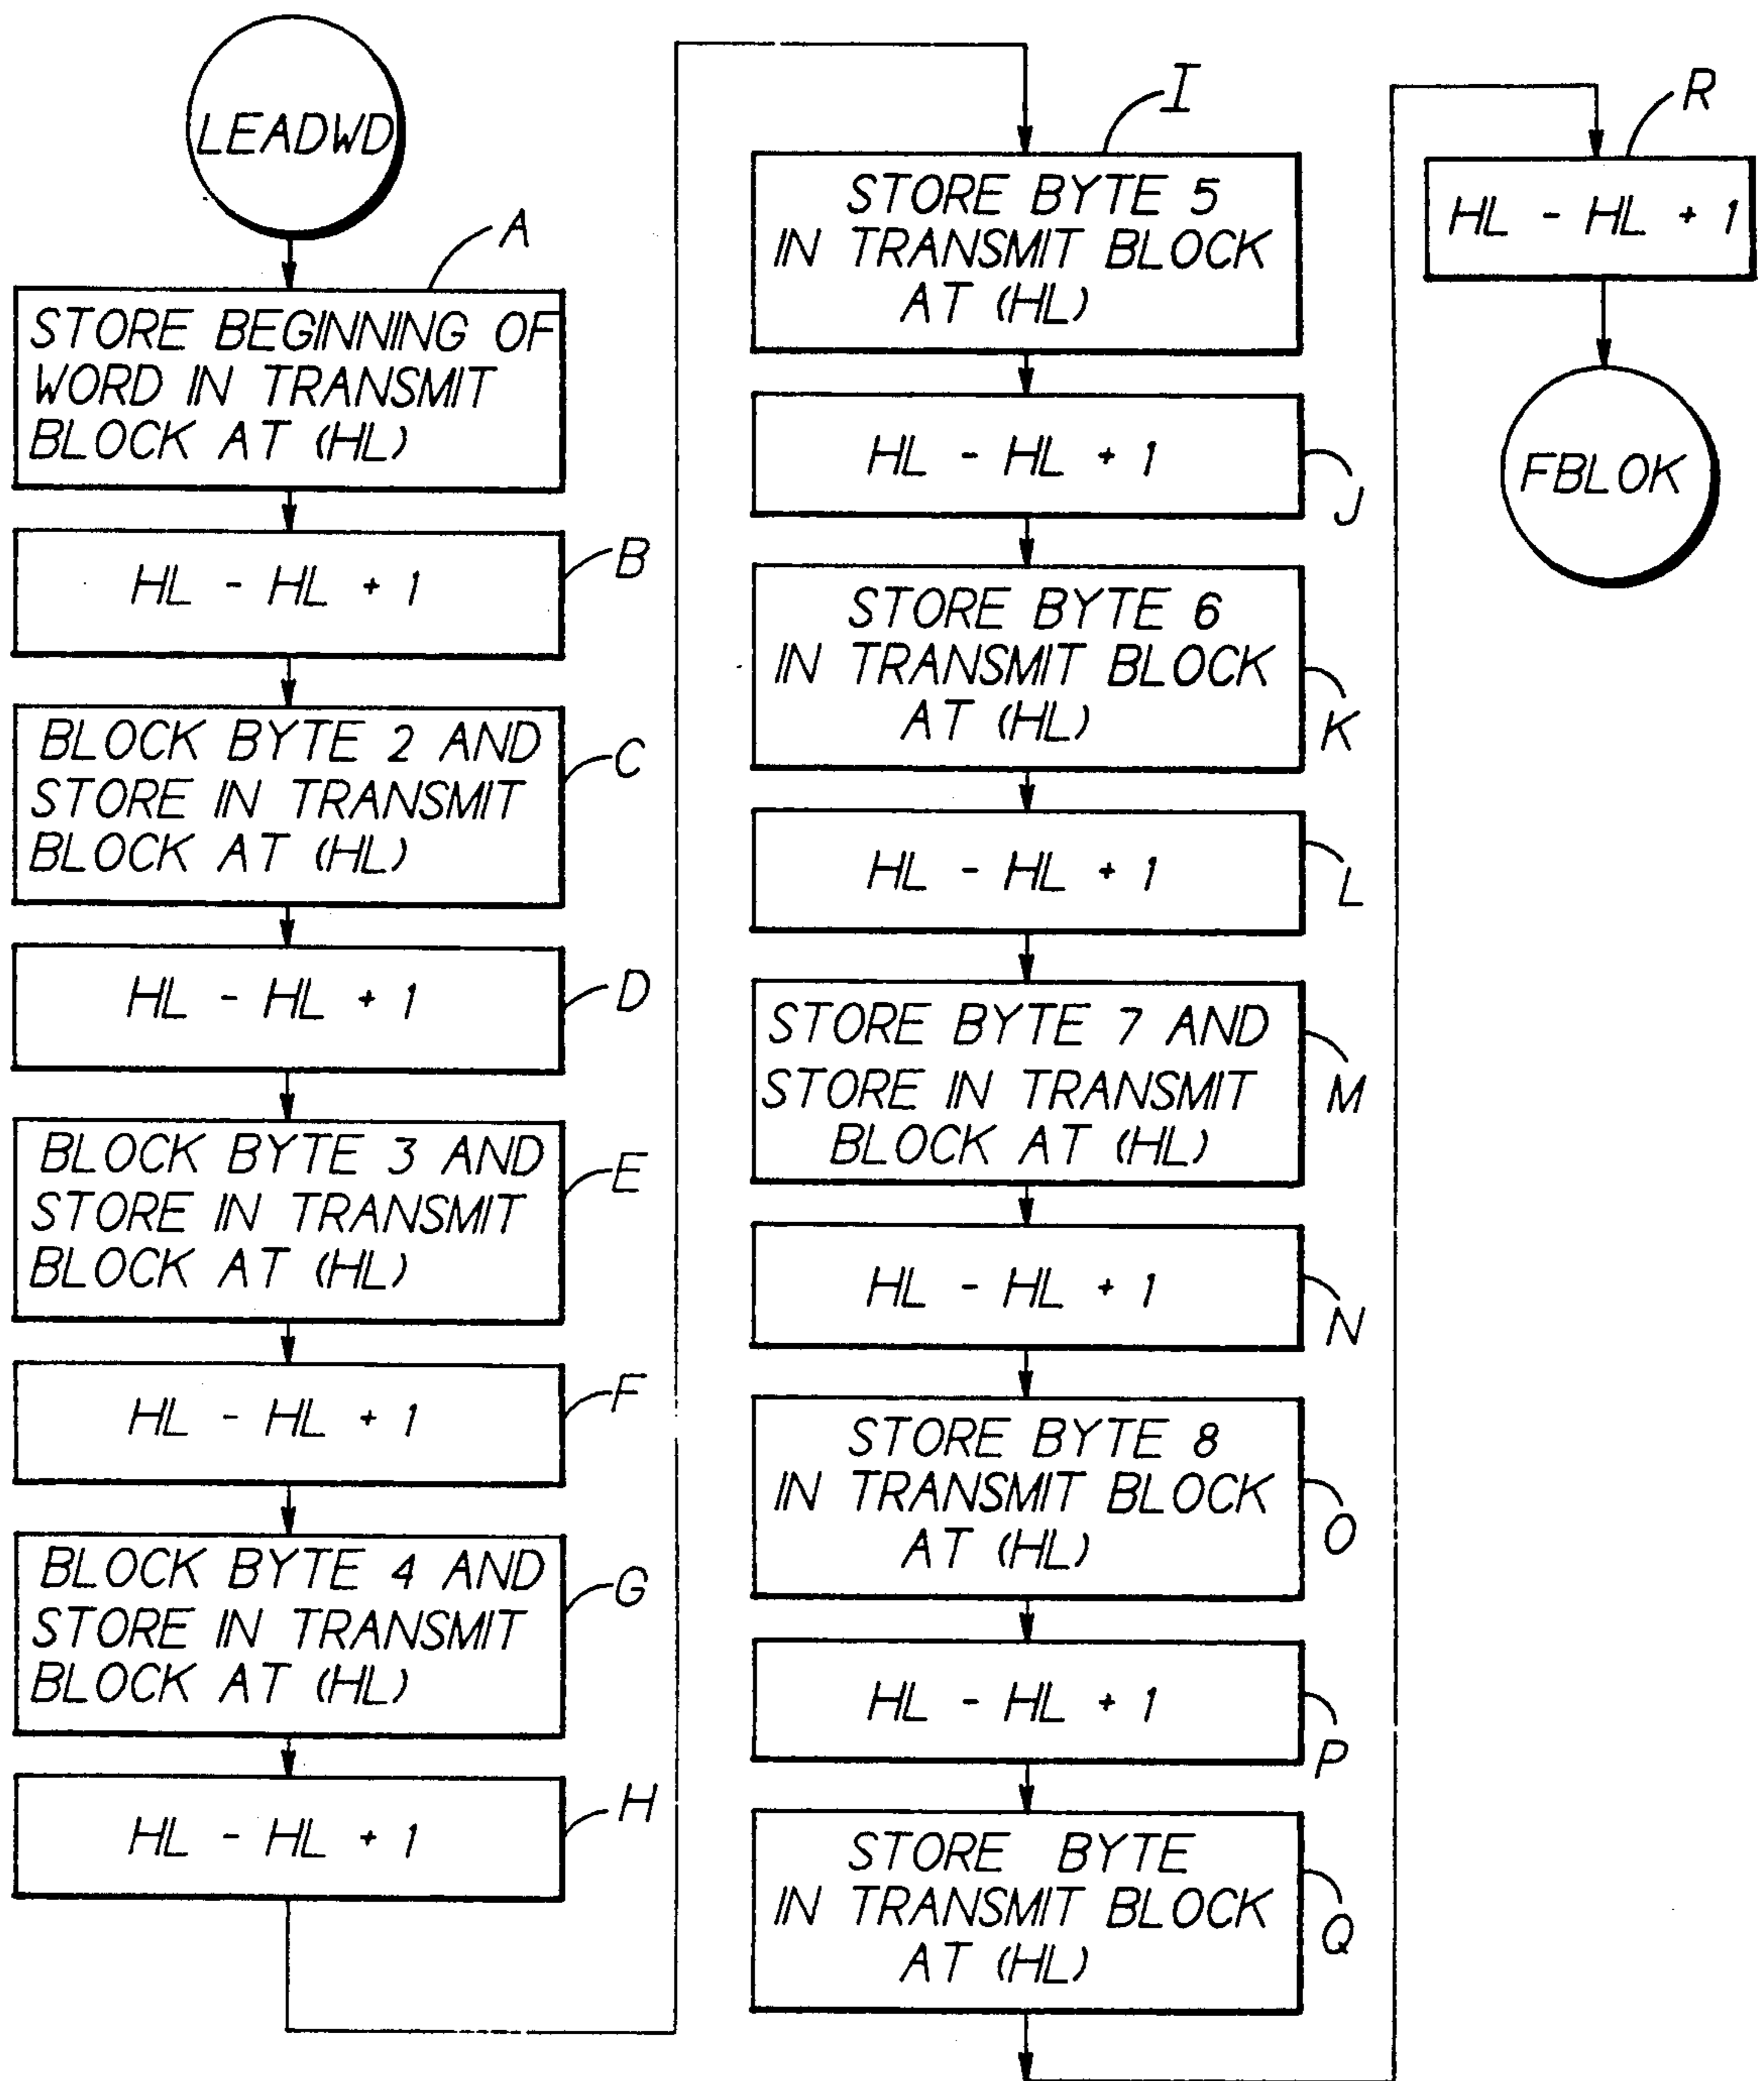 LEADWD
A
STORE BEGINNING OF
WORD IN TRANSMIT
BLOCK AT (HL)
HL - HL + 1
B
BLOCK BYTE 2 AND
STORE IN TRANSMIT
BLOCK AT (HL)
C
HL - HL + 1
D
BLOCK BYTE 3 AND
STORE IN TRANSMIT
BLOCK AT (HL)
E
HL - HL + 1
F
BLOCK BYTE 4 AND
STORE IN TRANSMIT
BLOCK AT (HL)
G
HL - HL + 1
H
I
STORE BYTE 5
IN TRANSMIT BLOCK
AT (HL)
HL - HL + 1
J
STORE BYTE 6
IN TRANSMIT BLOCK
AT (HL)
K
HL - HL + 1
L
STORE BYTE 7 AND
STORE IN TRANSMIT
BLOCK AT (HL)
M
HL - HL + 1
N
STORE BYTE 8
IN TRANSMIT BLOCK
AT (HL)
O
HL - HL + 1
P
STORE BYTE
IN TRANSMIT BLOCK
AT (HL)
Q
R
HL - HL + 1
FBLOK